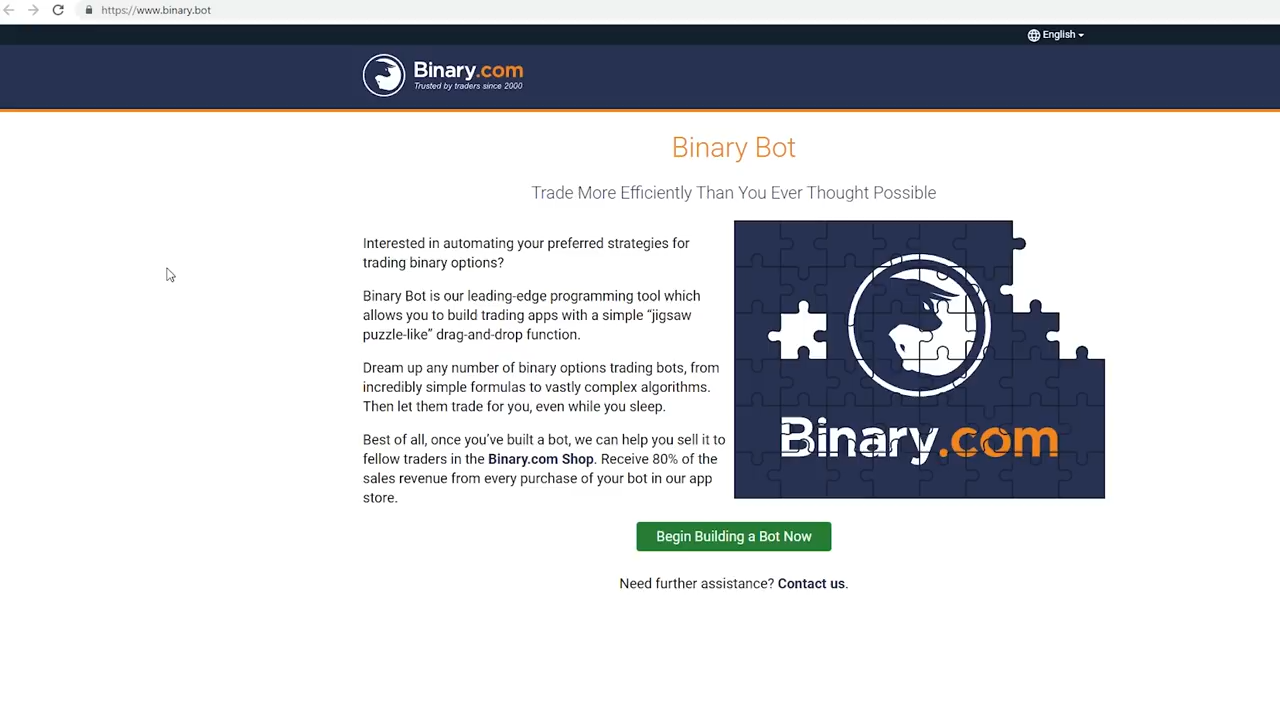 https://www.binary.bot
English
Binary.com
Trusted by traders since 2000
Binary Bot
Trade More Efficiently Than You Ever Thought Possible
Interested in automating your preferred strategies for
trading binary options?
Binary Bot is our leading-edge programming tool which
allows you to build trading apps with a simple “jigsaw
puzzle-like” drag-and-drop function.
Dream up any number of binary options trading bots, from
incredibly simple formulas to vastly complex algorithms.
Then let them trade for you, even while you sleep.
Best of all, once you’ve built a bot, we can help you sell it to
fellow traders in the Binary.com Shop. Receive 80% of the
sales revenue from every purchase of your bot in our app
store.
Binary.com
Begin Building a Bot Now
Need further assistance? Contact us.